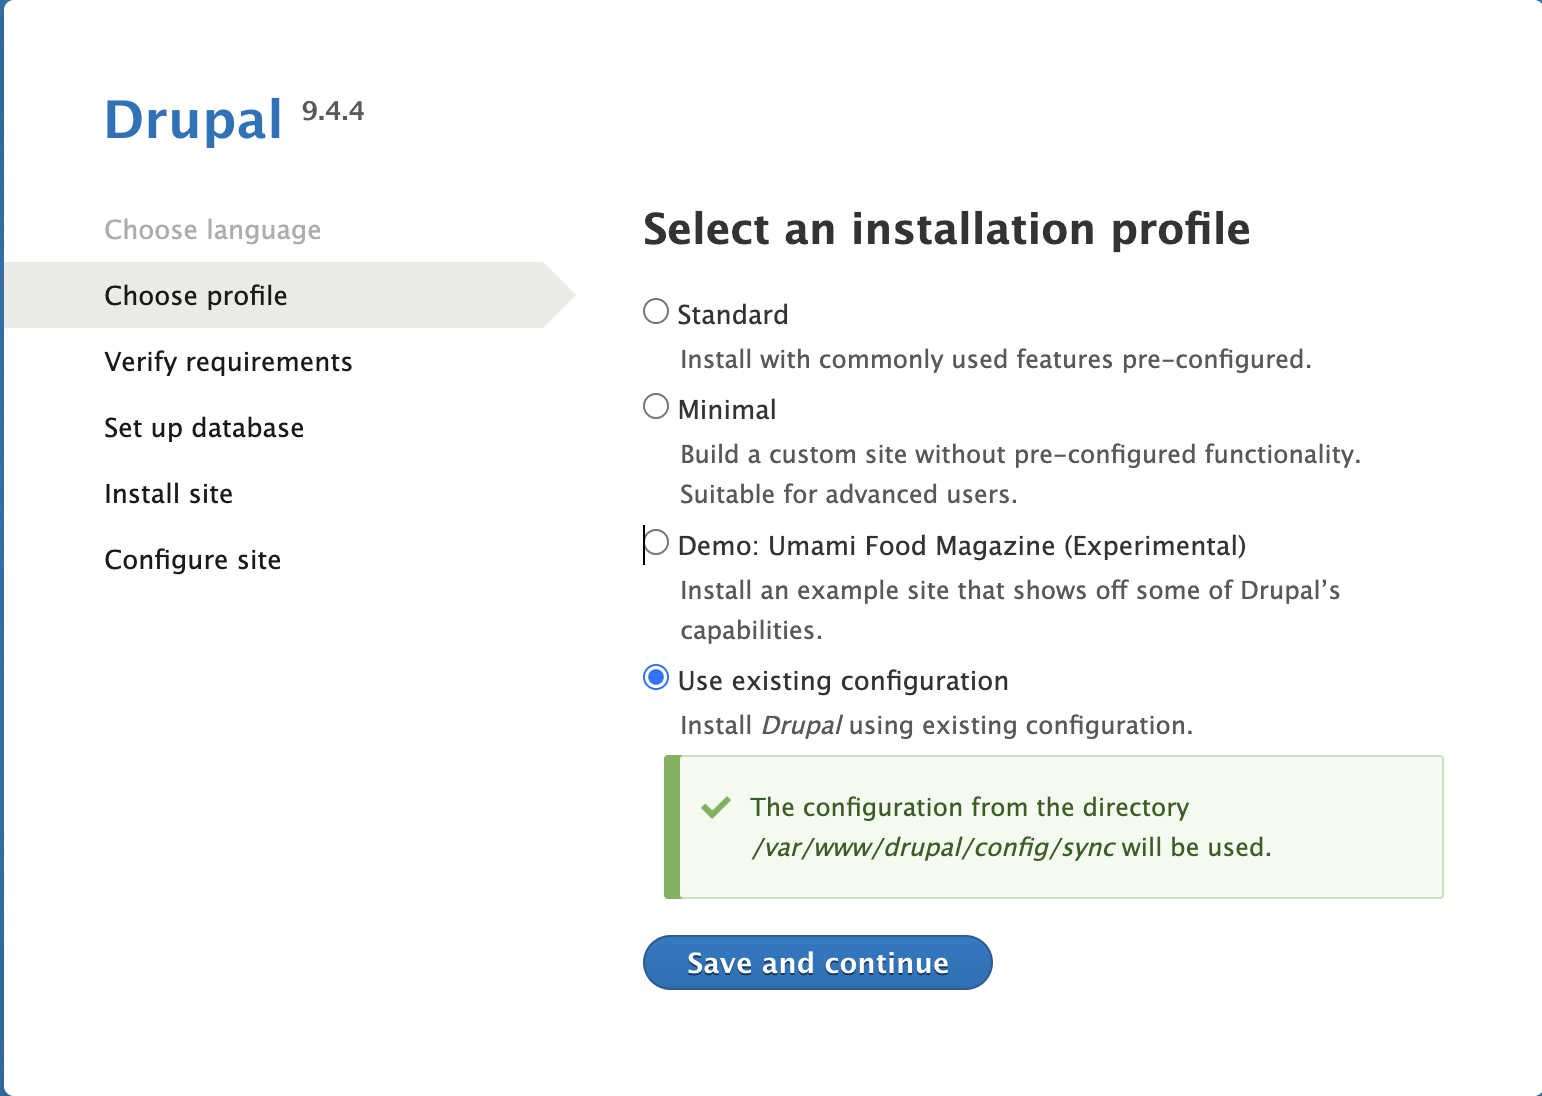 Drupal 9.4.4
Choose language
Choose profile
Verify requirements
Set up database
Install site
Configure site
Select an installation profile
Standard
Install with commonly used features pre-configured.
Minimal
Build a custom site without pre-configured functionality.
Suitable for advanced users.
Demo: Umami Food Magazine (Experimental)
Install an example site that shows off some of Drupal’s
capabilities.
Use existing configuration
Install Drupal using existing configuration.
The configuration from the directory
/var/www/drupal/config/sync will be used.
Save and continue